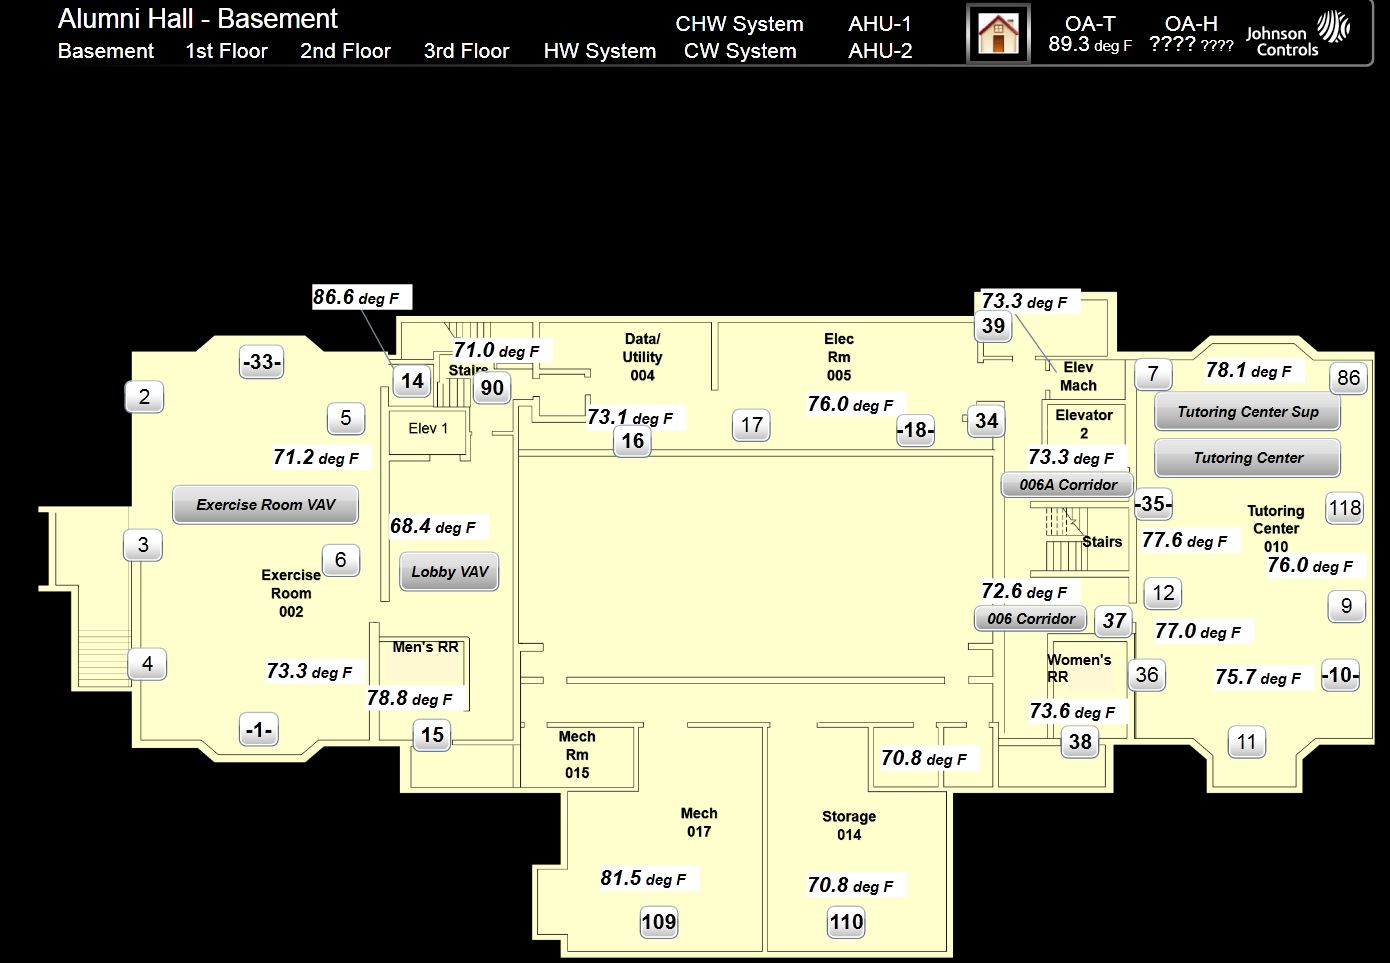 Alumni Hall - Basement
CHW System
AHU-1
OA-T
OA-H
Basement
1st Floor
2nd Floor
3rd Floor
HW System
CW System
AHU-2
89.3 deg F
???? ????
Johnson
Controls
86.6 deg F
73.3 deg F
39
71.0 deg F
Stairs
Data/
Utility
004
Elec
Rm
005
-33-
14
90
Elev
Mach
7
78.1 deg F
86
2
5
73.1 deg F
16
17
76.0 deg F
-18-
34
Elevator
2
Tutoring Center Sup
Elev 1
71.2 deg F
73.3 deg F
Tutoring Center
006A Corridor
Exercise Room VAV
-35-
118
68.4 deg F
Tutoring
Center
010
3
Stairs
77.6 deg F
6
Lobby VAV
76.0 deg F
Exercise
Room
002
72.6 deg F
12
9
006 Corridor
37
77.0 deg F
4
73.3 deg F
Men's RR
78.8 deg F
Women's
RR
36
75.7 deg F
-10-
-1-
15
73.6 deg F
38
11
Mech
Rm
015
70.8 deg F
Mech
017
Storage
014
81.5 deg F
70.8 deg F
109
110